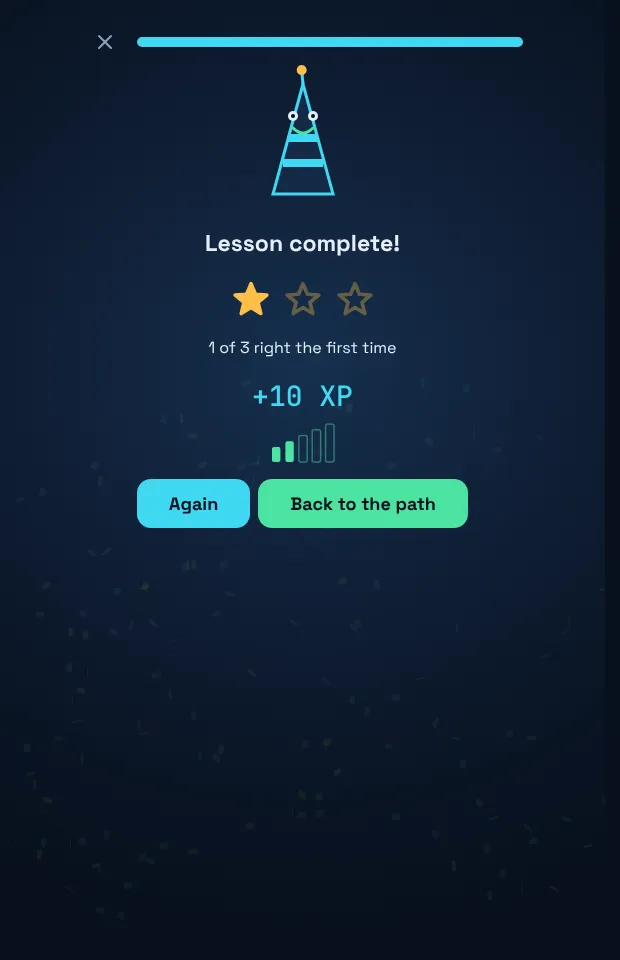 Lesson complete!
1 of 3 right the first time
+10 XP
Again
Back to the path